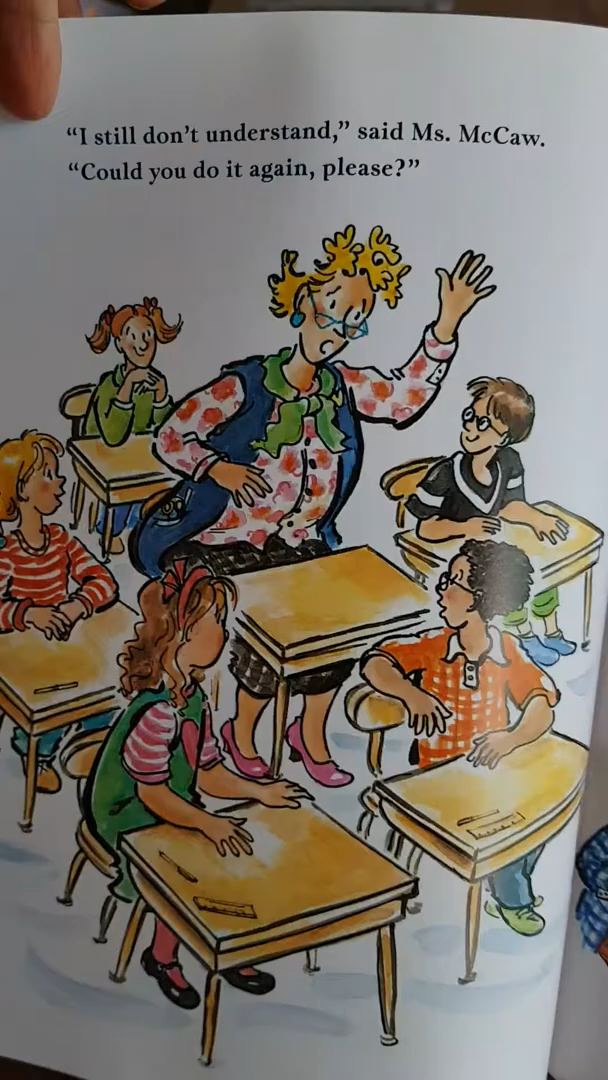 “I still don’t understand,” said Ms. McCaw.
“Could you do it again, please?”